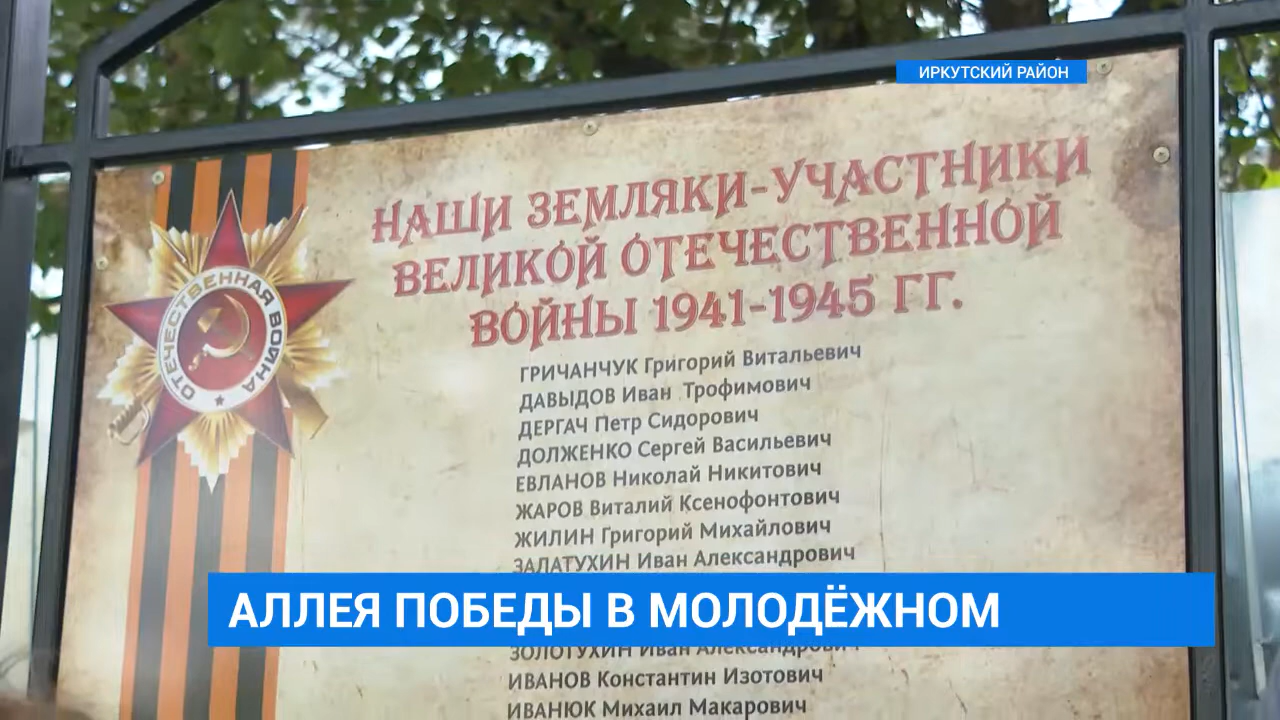 ИРКУТСКИЙ РАЙОН
НАШИ ЗЕМЛЯКИ-УЧАСТНИКИ
ВЕЛИКОЙ ОТЕЧЕСТВЕННОЙ
ВОЙНЫ 1941-1945 ГГ.
ОТЕЧЕСТВЕННАЯ ВОЙНА
ГРИЧАНЧУК Григорий Витальевич
ДАВЫДОВ Иван Трофимович
ДЕРГАЧ Петр Сидорович
ДОЛЖЕНКО Сергей Васильевич
ЕВЛАНОВ Николай Никитович
ЖАРОВ Виталий Ксенофонтович
ЖИЛИН Григорий Михайлович
ЗАЛАТУХИН Иван Александрович
АЛЛЕЯ ПОБЕДЫ В МОЛОДЁЖНОМ
ЗОЛОТУХИН Иван Александрович
ИВАНОВ Константин Изотович
ИВАНЮК Михаил Макарович